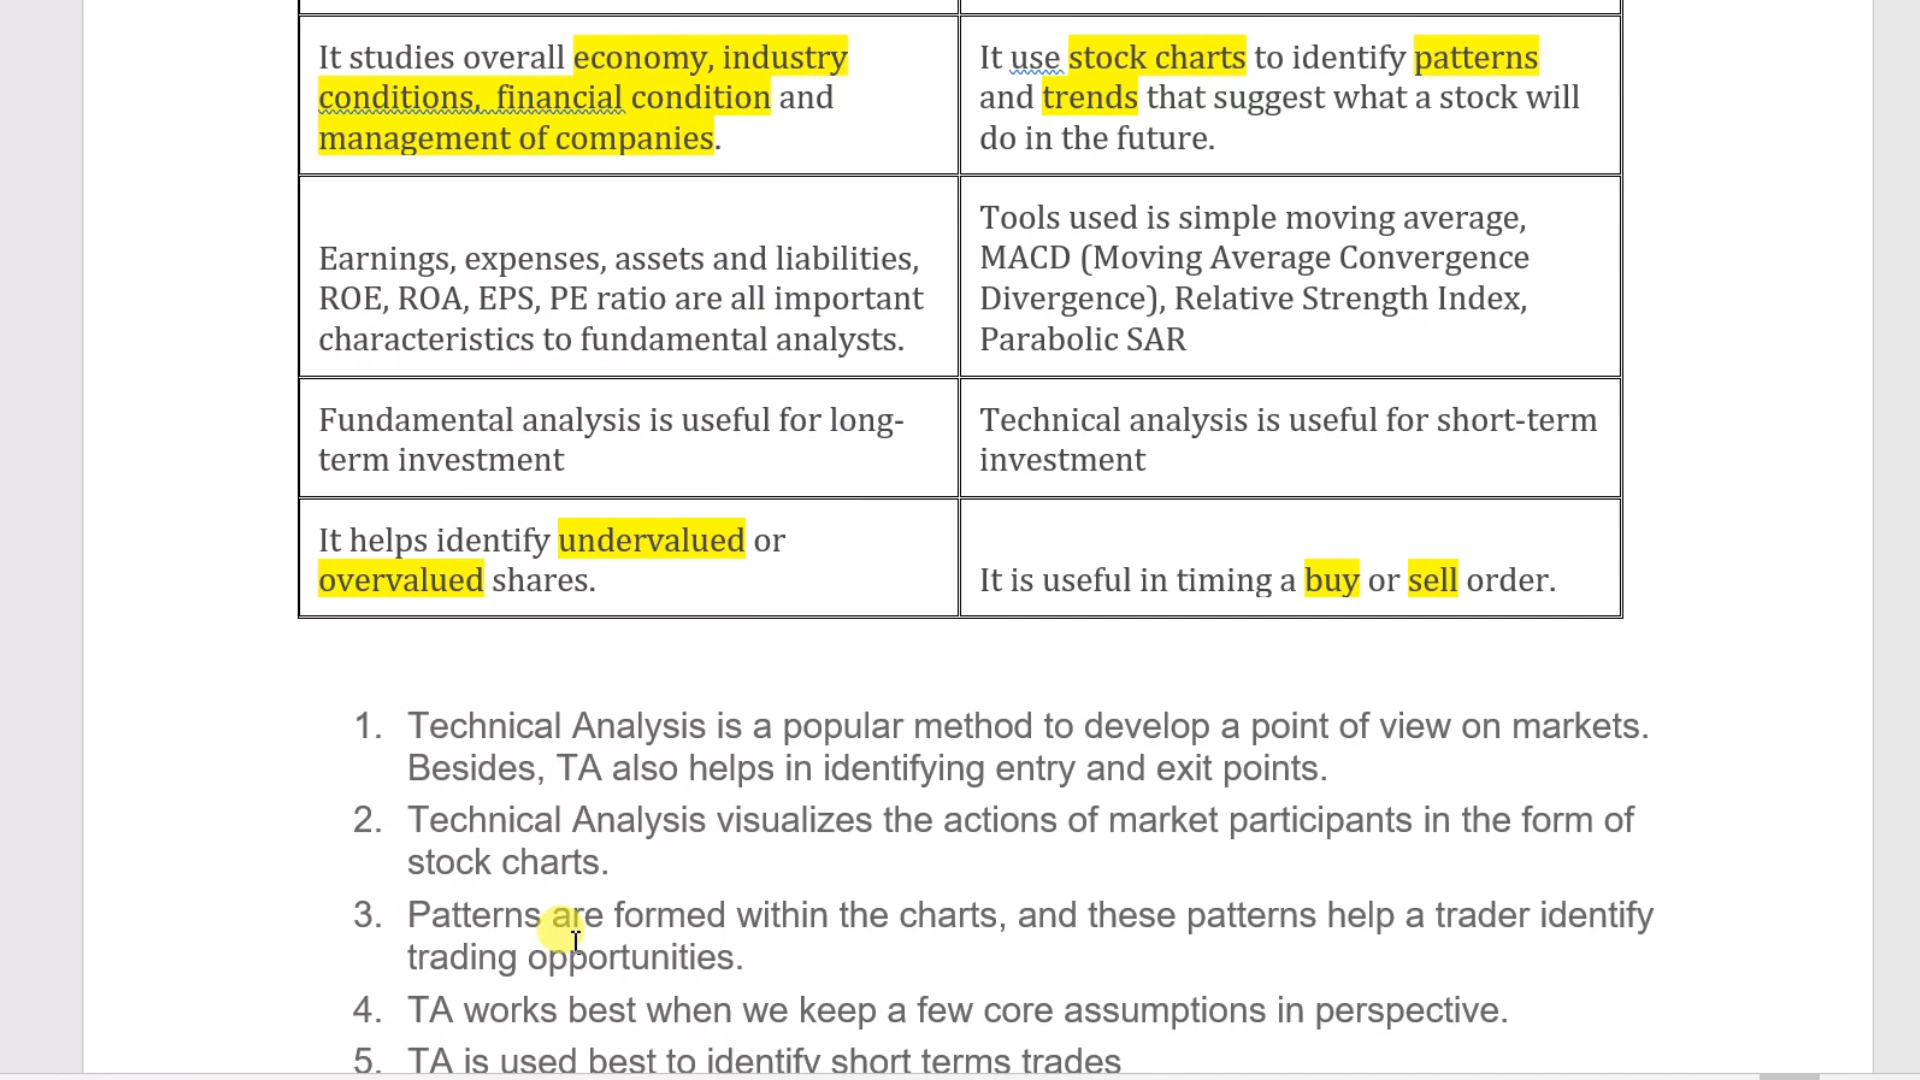 It studies overall economy, industry
conditions,  financial condition and
management of companies.
It use stock charts to identify patterns
and trends that suggest what a stock will
do in the future.
Earnings, expenses, assets and liabilities,
ROE, ROA, EPS, PE ratio are all important
characteristics to fundamental analysts.
Tools used is simple moving average,
MACD (Moving Average Convergence
Divergence), Relative Strength Index,
Parabolic SAR
Fundamental analysis is useful for long-
term investment
Technical analysis is useful for short-term
investment
It helps identify undervalued or
overvalued shares.
It is useful in timing a buy or sell order.
1. Technical Analysis is a popular method to develop a point of view on markets.
Besides, TA also helps in identifying entry and exit points.
2. Technical Analysis visualizes the actions of market participants in the form of
stock charts.
3. Patterns are formed within the charts, and these patterns help a trader identify
trading opportunities.
4. TA works best when we keep a few core assumptions in perspective.
5. TA is used best to identify short terms trades